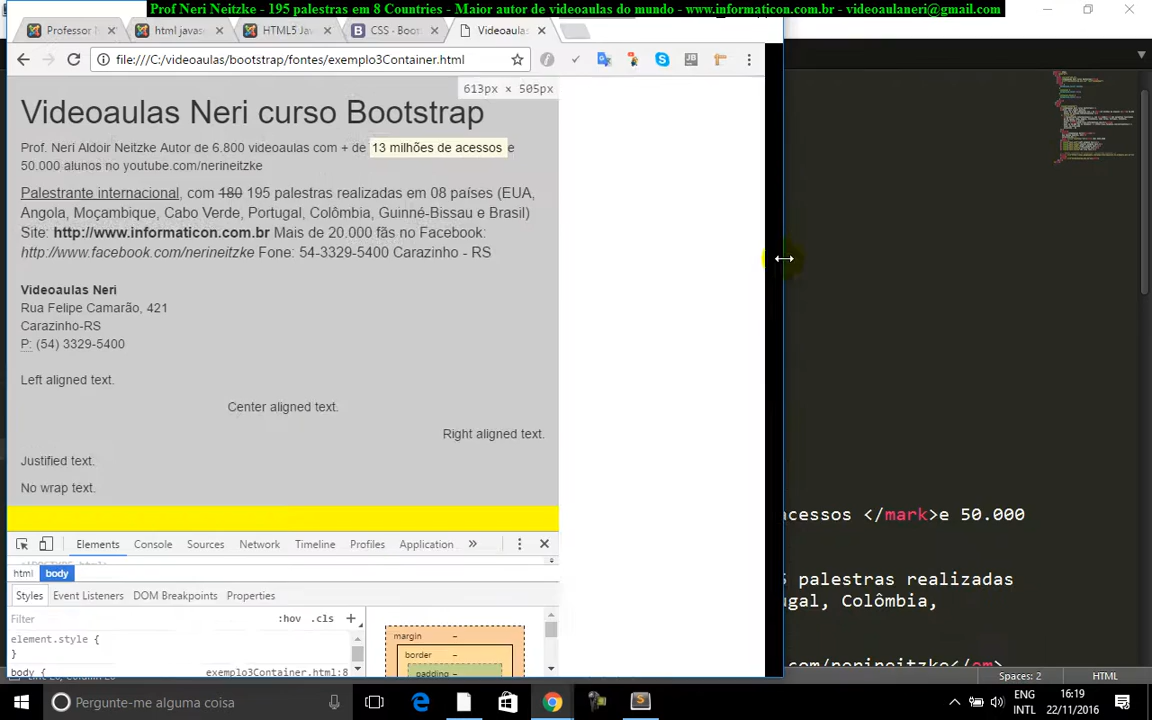 Prof Neri Neitzke - 195 palestras em 8 Countries - Maior autor de videoaulas do mundo - www.informaticon.com.br - videoaulaneri@gmail.com
Professor
html javas
HTML5 Jav
CSS · Boot
Videoaulas
file:///C:/videoaulas/bootstrap/fontes/exemplo3Container.html
613px × 505px
Videoaulas Neri curso Bootstrap
Prof. Neri Aldoir Neitzke Autor de 6.800 videoaulas com + de 13 milhões de acessos e
50.000 alunos no youtube.com/nerineitzke
Palestrante internacional, com 180 195 palestras realizadas em 08 países (EUA,
Angola, Moçambique, Cabo Verde, Portugal, Colômbia, Guinné-Bissau e Brasil)
Site: http://www.informaticon.com.br Mais de 20.000 fãs no Facebook:
http://www.facebook.com/nerineitzke Fone: 54-3329-5400 Carazinho - RS
Videoaulas Neri
Rua Felipe Camarão, 421
Carazinho-RS
P: (54) 3329-5400
Left aligned text.
Center aligned text.
Right aligned text.
Justified text.
No wrap text.
acessos </mark>e 50.000
5 palestras realizadas
ugal, Colômbia,
.com/nerineitzke</em>
Elements Console Sources Network Timeline Profiles Application »
html body
Styles Event Listeners DOM Breakpoints Properties
Filter :hov .cls +
element.style {
}
body { exemplo3Container.html:8
margin –
border –
padding –
Spaces: 2 HTML
Pergunte-me alguma coisa
ENG
INTL
16:19
22/11/2016